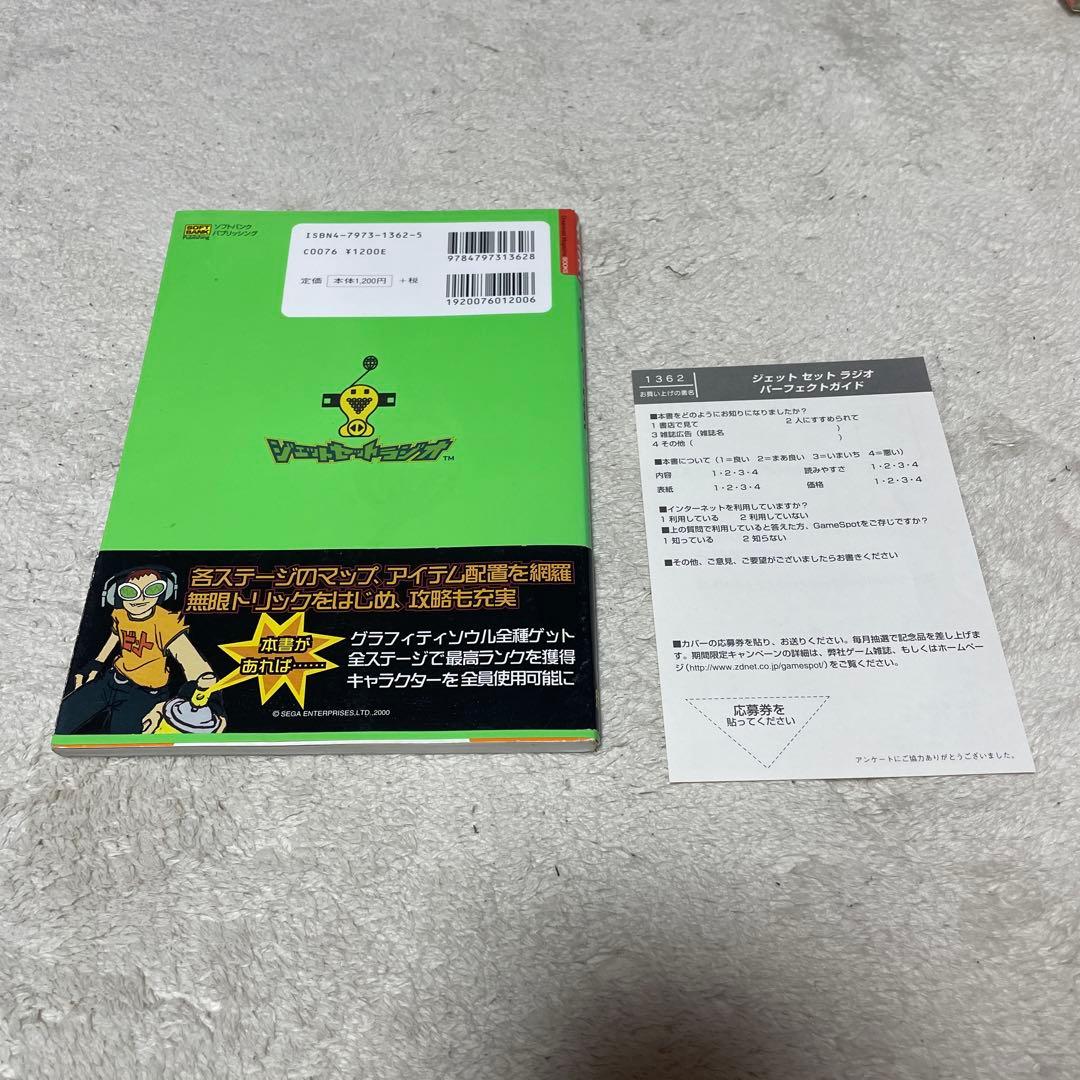 SOFT
BANK
Publishing
ソフトバンク
パブリッシング
ISBN4-7973-1362-5
C0076 ¥1200E
定価 本体1,200円 +税
9784797313628
1920076012006
Dreamcast Magazine BOOKS
ジェットセットラジオ™
各ステージのマップ、アイテム配置を網羅
無限トリックをはじめ、攻略も充実
本書が
あれば……
グラフィティソウル全種ゲット
全ステージで最高ランクを獲得
キャラクターを全員使用可能に
ビート
© SEGA ENTERPRISES,LTD.,2000
1362
お買い上げの書名
ジェット セット ラジオ
パーフェクトガイド
■本書をどのようにお知りになりましたか?
1 書店で見て 2 人にすすめられて
3 雑誌広告(雑誌名 )
4 その他( )
■本書について(1=良い 2=まあ良い 3=いまいち 4=悪い)
内容 1・2・3・4 読みやすさ 1・2・3・4
表紙 1・2・3・4 価格 1・2・3・4
■インターネットを利用していますか?
1 利用している 2 利用していない
■上の質問で利用していると答えた方、GameSpotをご存じですか?
1 知っている 2 知らない
■その他、ご意見、ご要望がございましたらお書きください
■カバーの応募券を貼り、お送りください。毎月抽選で記念品を差し上げま
す。期間限定キャンペーンの詳細は、弊社ゲーム雑誌、もしくはホームペー
ジ(http://www.zdnet.co.jp/gamespot/)をご覧ください。
応募券を
貼ってください
アンケートにご協力ありがとうございました。